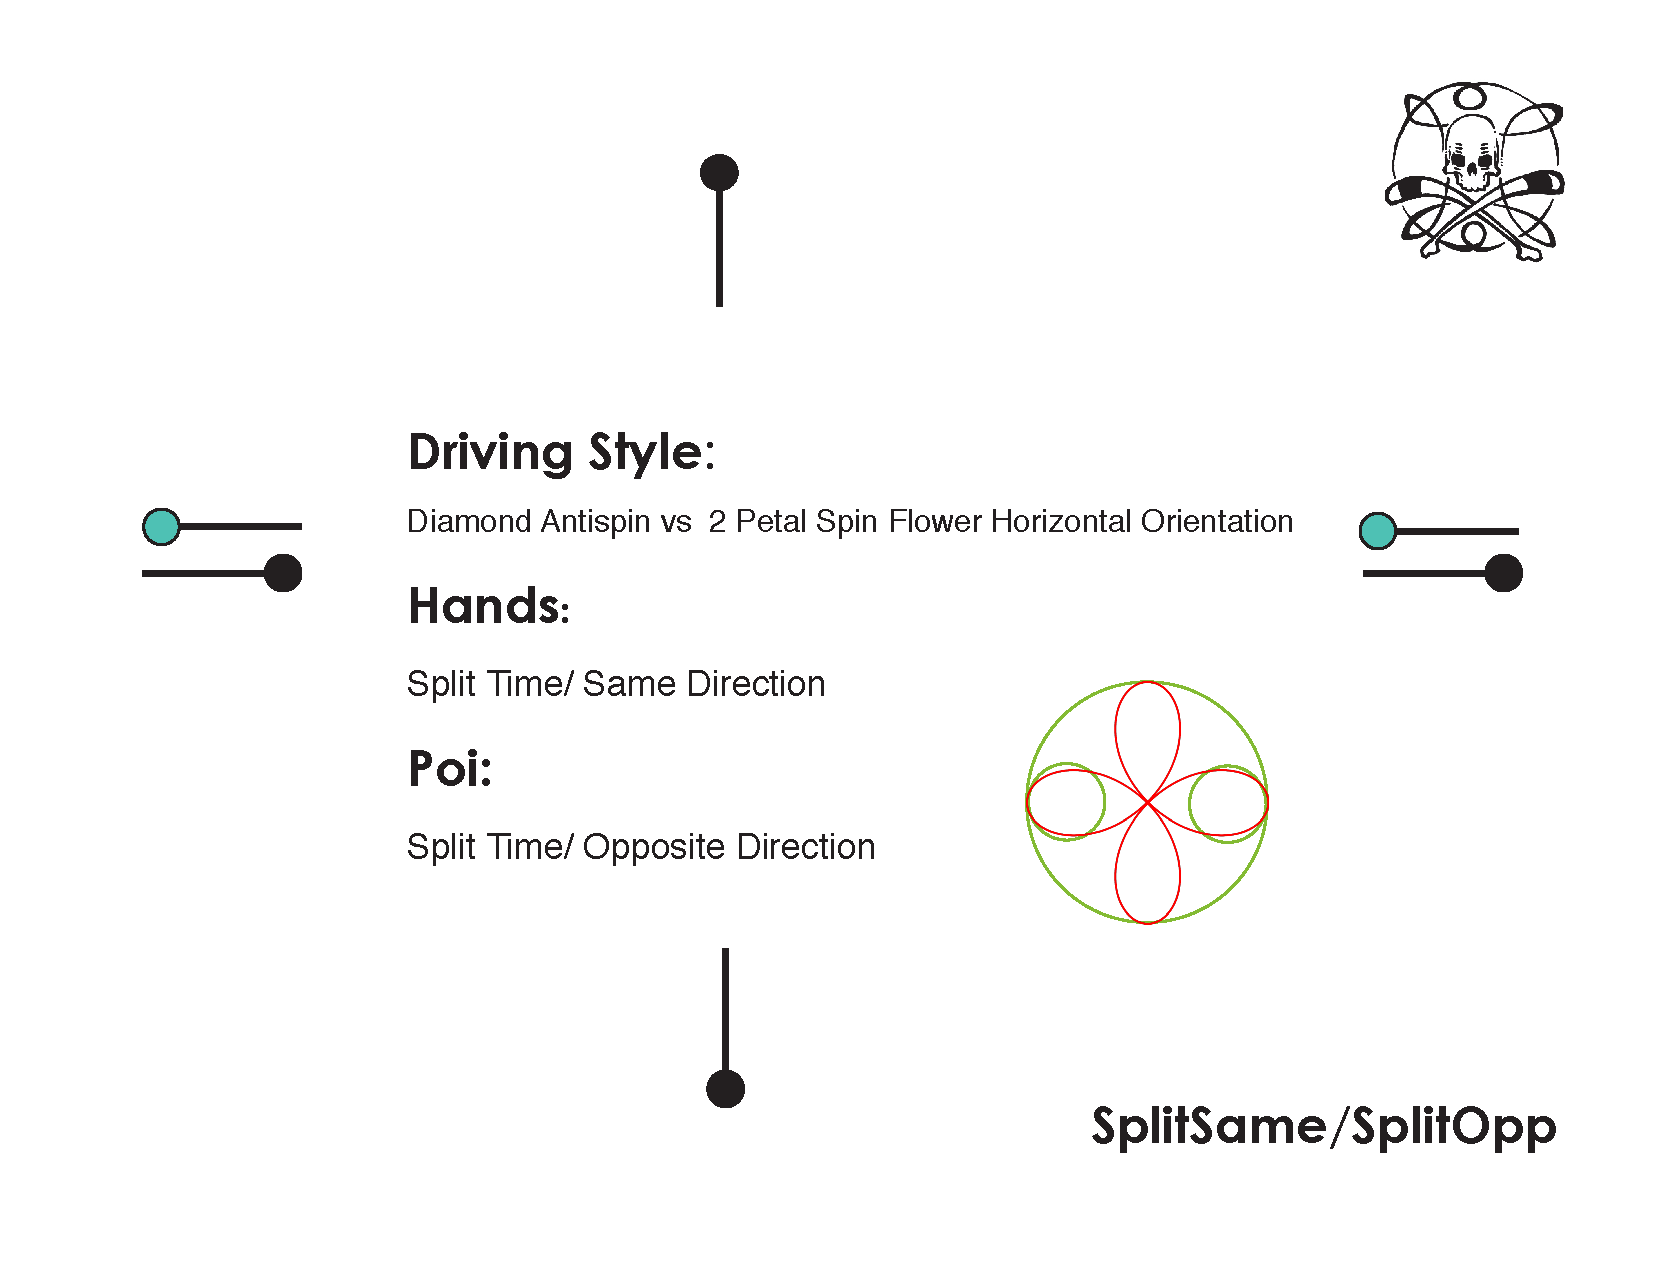 Driving Style:
Diamond Antispin vs  2 Petal Spin Flower Horizontal Orientation
Hands:
Split Time/ Same Direction
Poi:
Split Time/ Opposite Direction
SplitSame/SplitOpp